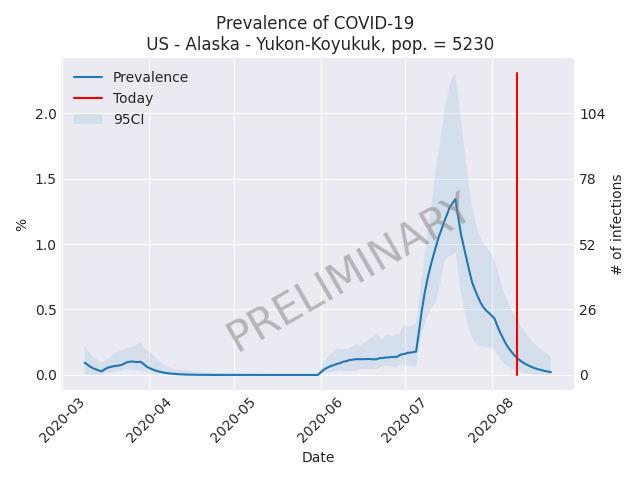 Prevalence of COVID-19
US - Alaska - Yukon-Koyukuk, pop. = 5230
Prevalence
Today
95CI
PRELIMINARY
%
2.0
1.5
1.0
0.5
0.0
104
78
52
26
0
# of infections
2020-03
2020-04
2020-05
2020-06
2020-07
2020-08
Date